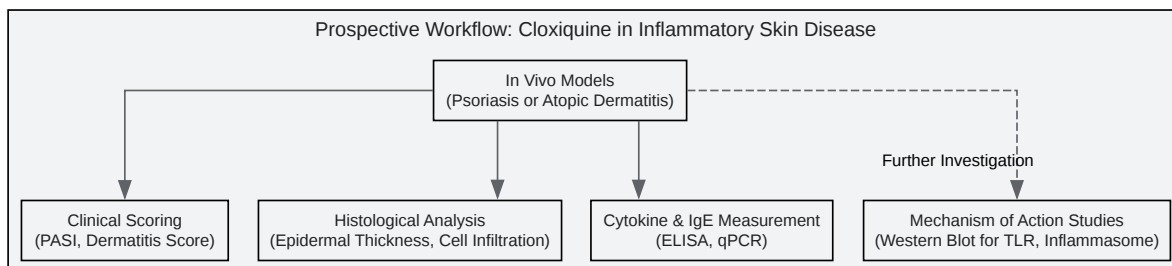 Prospective Workflow: Cloxiquine in Inflammatory Skin Disease
In Vivo Models
(Psoriasis or Atopic Dermatitis)
Further Investigation
Clinical Scoring
(PASI, Dermatitis Score)
Histological Analysis
(Epidermal Thickness, Cell Infiltration)
Cytokine & IgE Measurement
(ELISA, qPCR)
Mechanism of Action Studies
(Western Blot for TLR, Inflammasome)